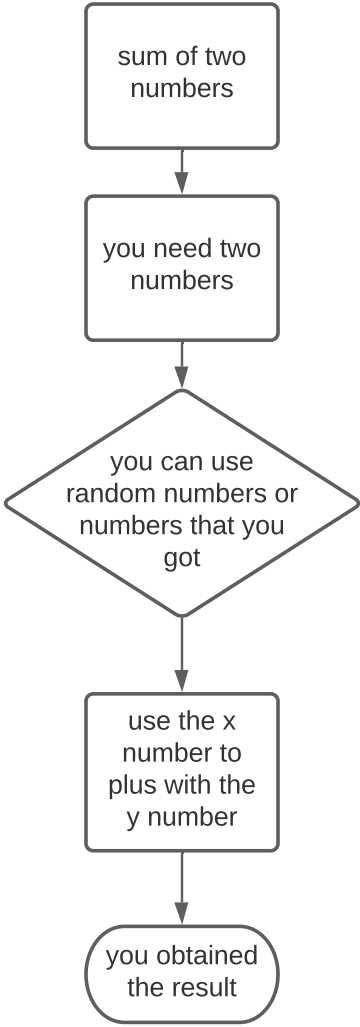 sum of two
numbers
you need two
numbers
you can use
random numbers or
numbers that you
got
use the x
number to
plus with the
y number
you obtained
the result